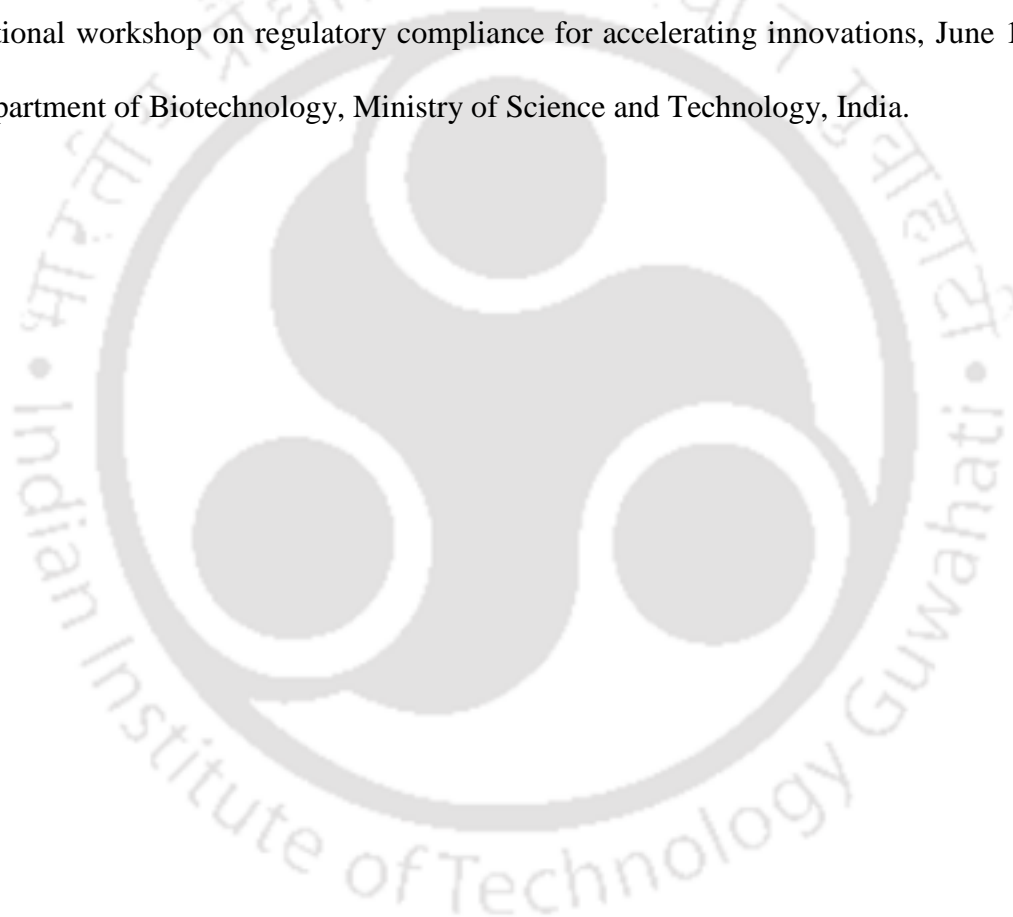 tional workshop on regulatory compliance for accelerating innovations, June 1
partment of Biotechnology, Ministry of Science and Technology, India.
गुवाहाटी
Indian Institute of Technology Guwahati